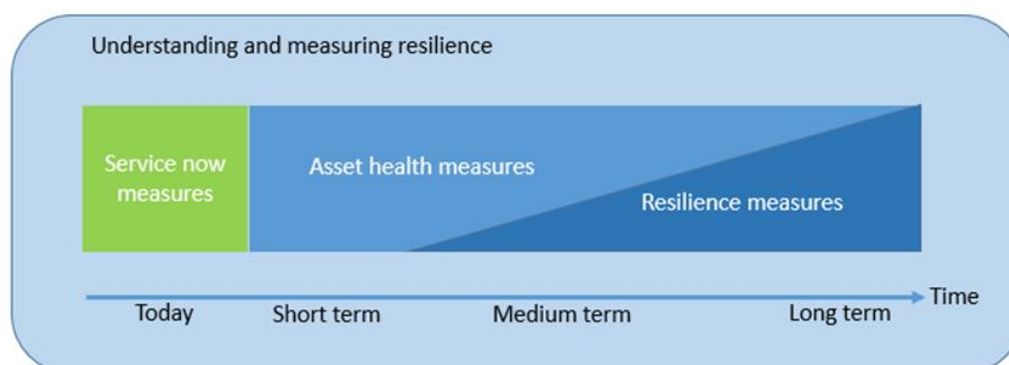 Understanding and measuring resilience
Service now
measures
Asset health measures
Resilience measures
Time
Today
Short term
Medium term
Long term